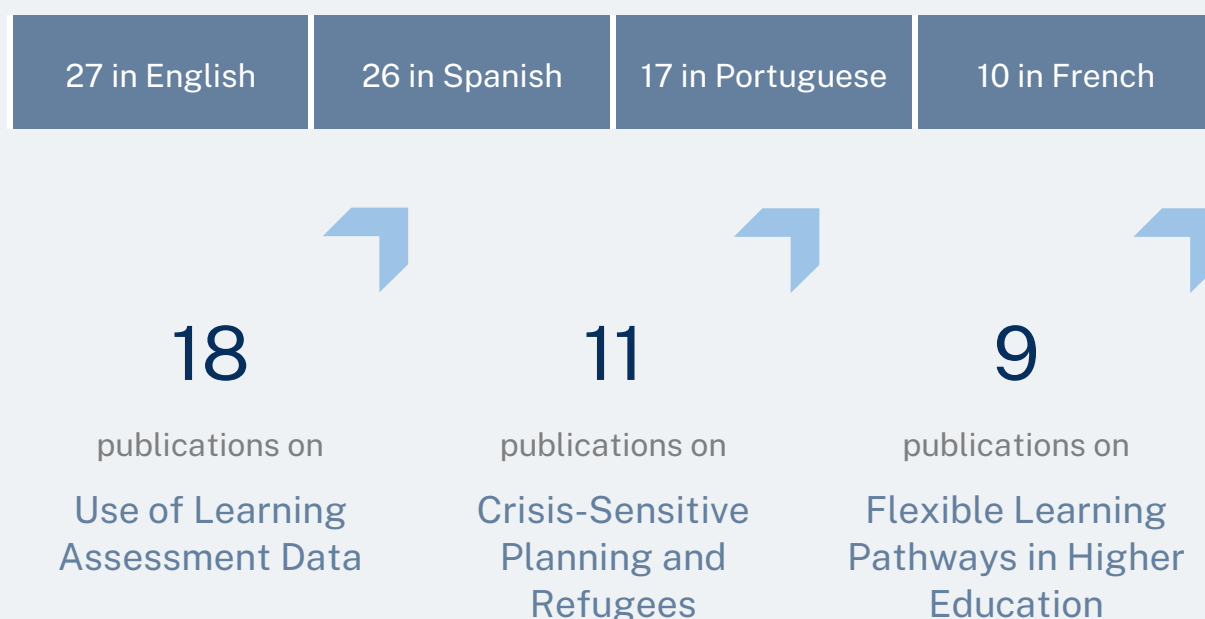 27 in English
26 in Spanish
17 in Portuguese
10 in French
18
publications on
Use of Learning
Assessment Data
11
publications on
Crisis-Sensitive
Planning and
Refugees
9
publications on
Flexible Learning
Pathways in Higher
Education